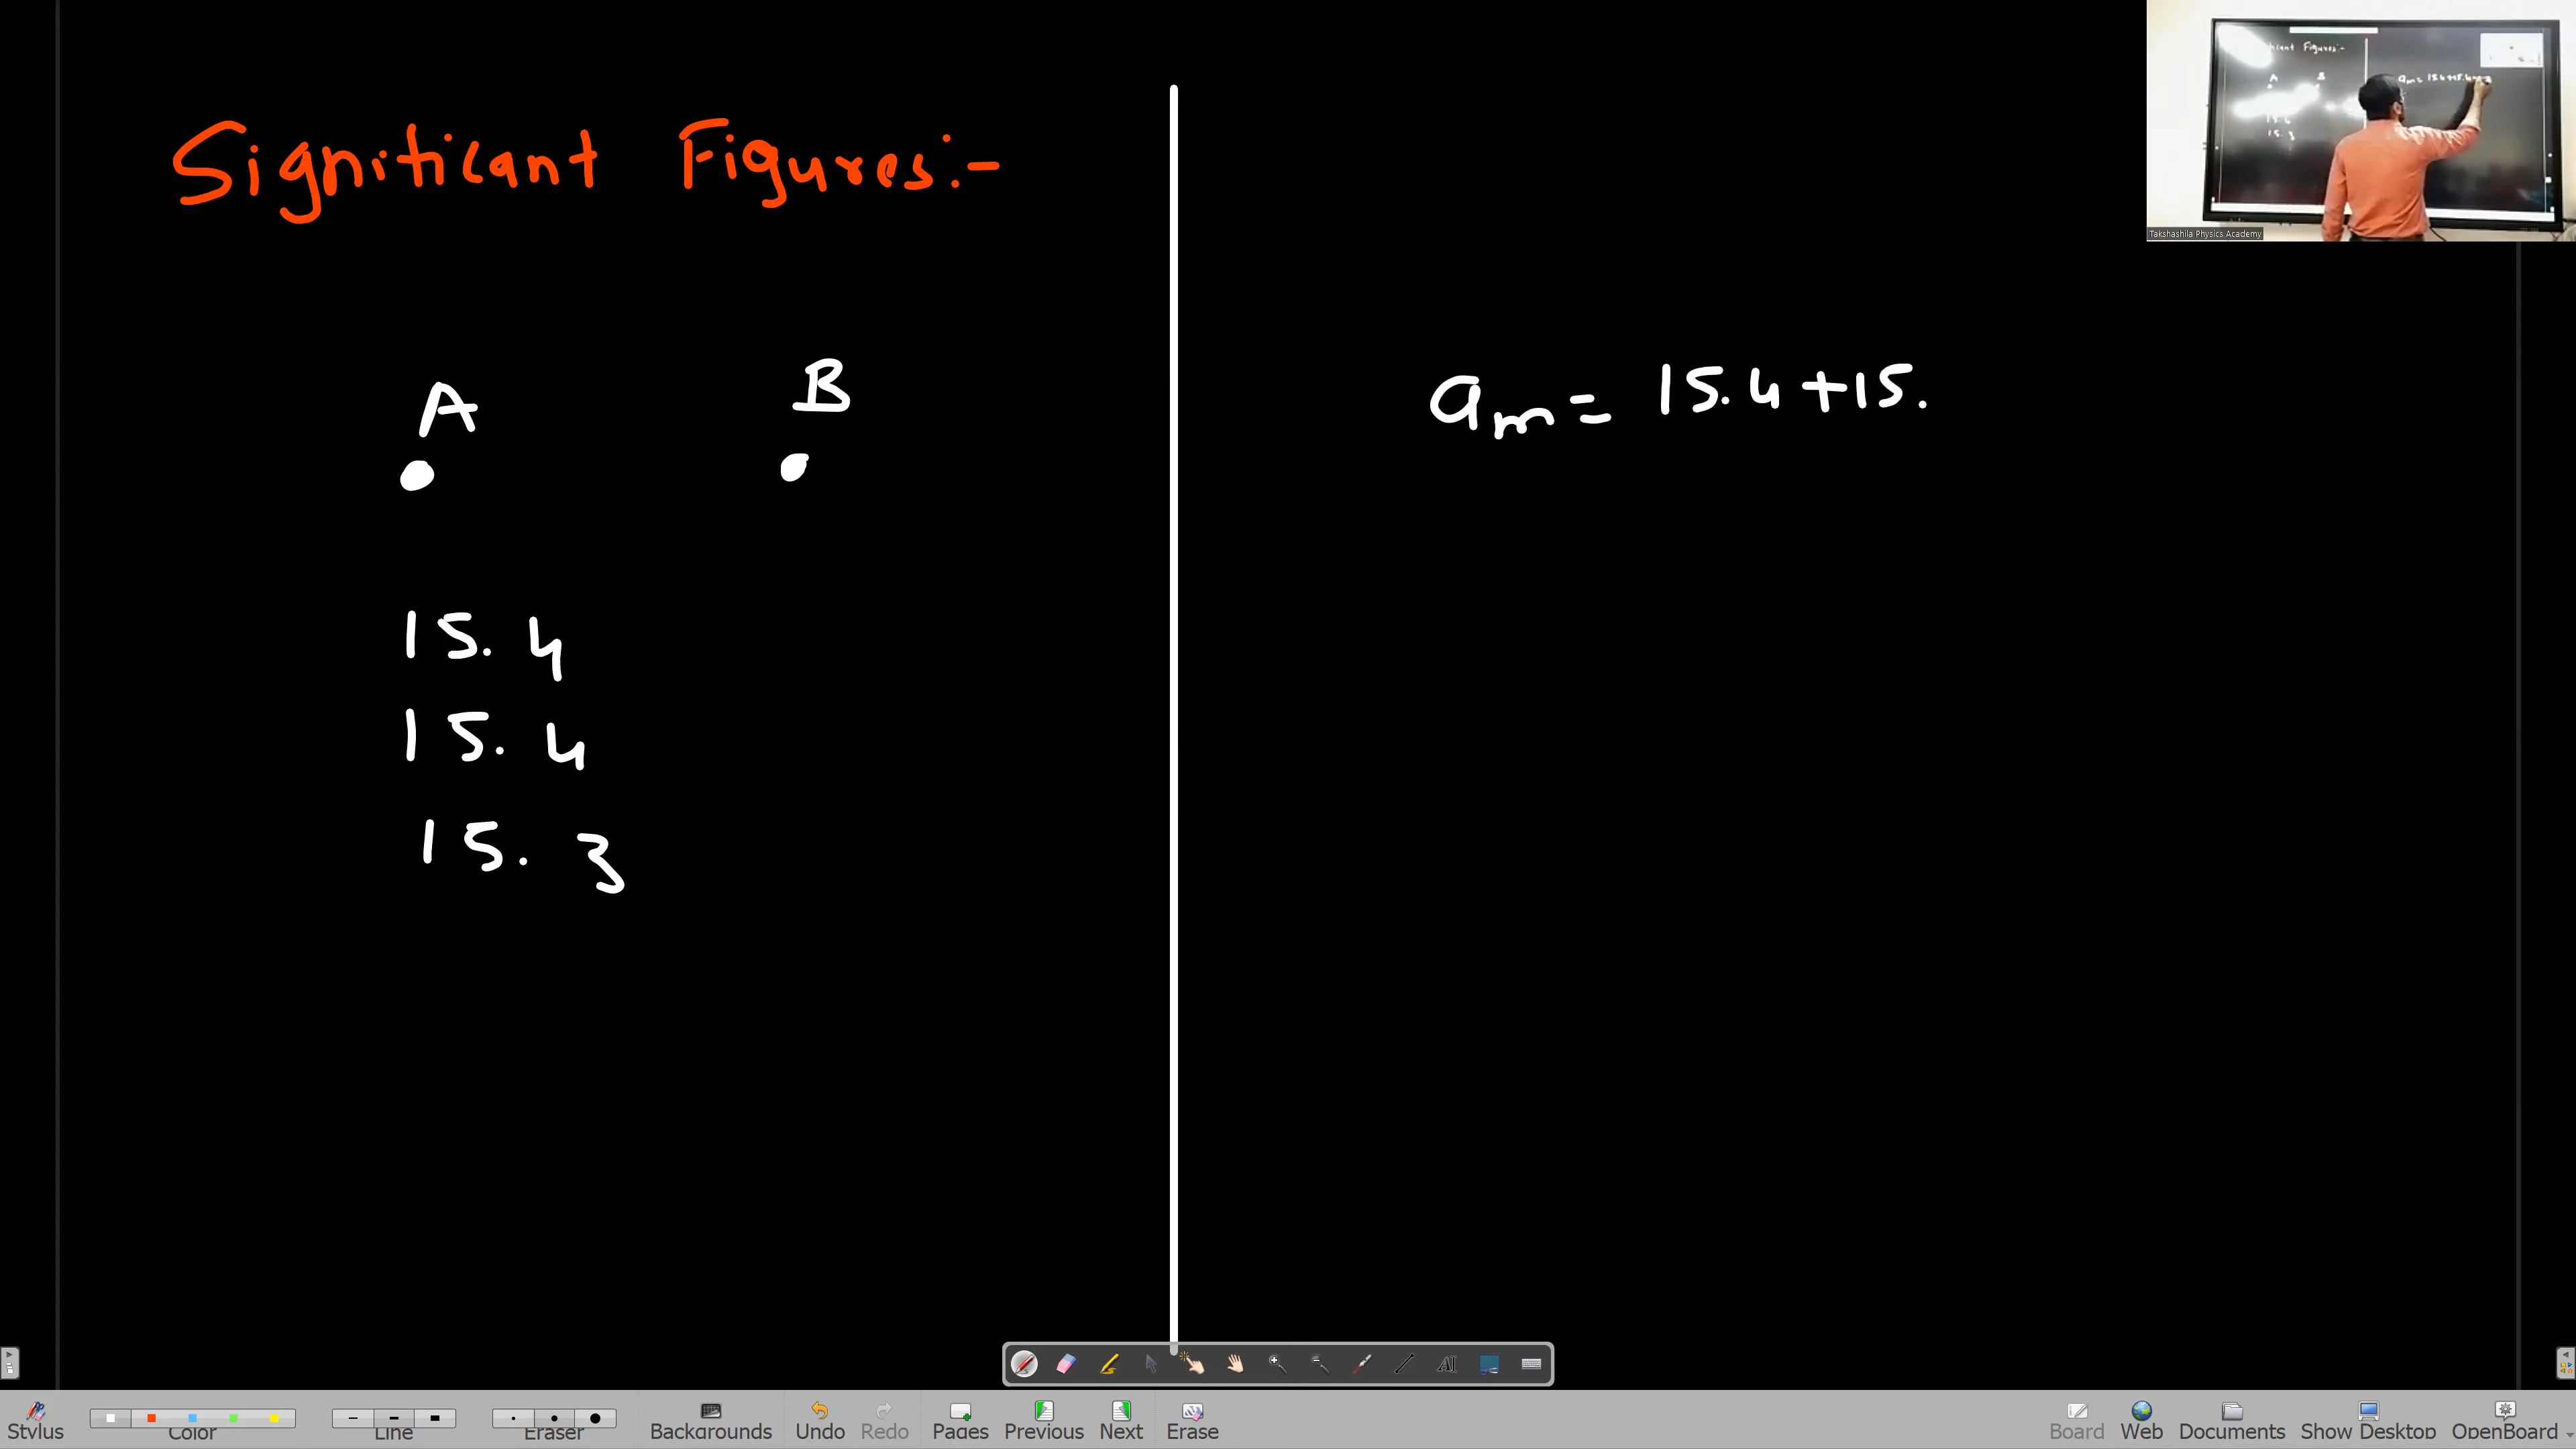 Significant Figures:-
A
B
15.4
15.4
15.3
am = 15.4+15.
Takshashila Physics Academy
Stylus
Color
Line
Eraser
Backgrounds
Undo
Redo
Pages
Previous
Next
Erase
Board
Web
Documents
Show Desktop
OpenBoard